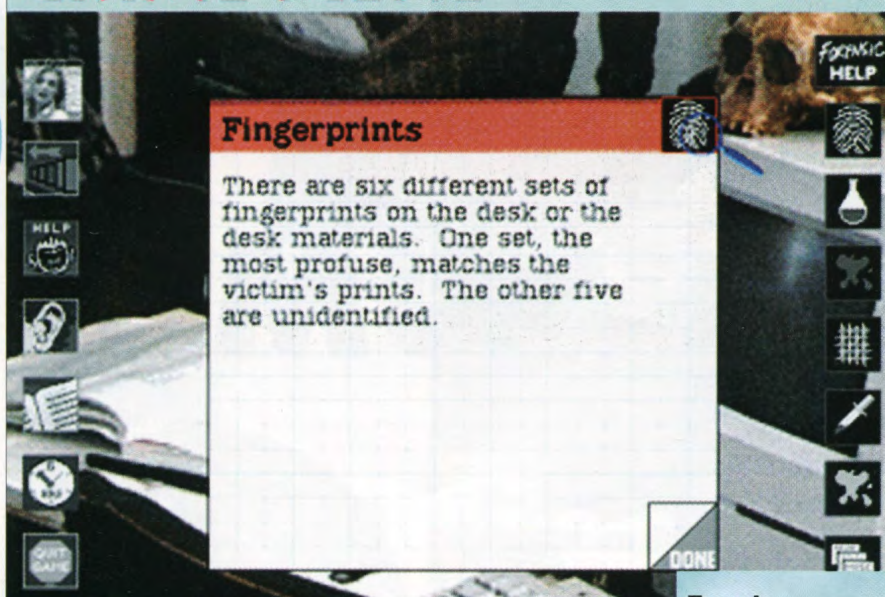 FORENSIC
HELP
Fingerprints
There are six different sets of
fingerprints on the desk or the
desk materials. One set, the
most profuse, matches the
victim's prints. The other five
are unidentified.
HELP
QUIT
GAME
DONE